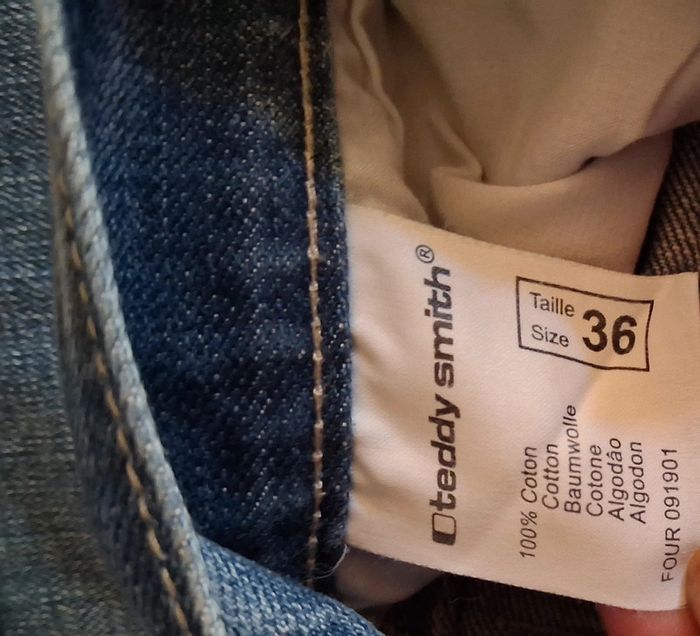 teddy smith®
Taille
Size 36
100% Coton
Cotton
Baumwolle
Cotone
Algodão
Algodon
FOUR 091901